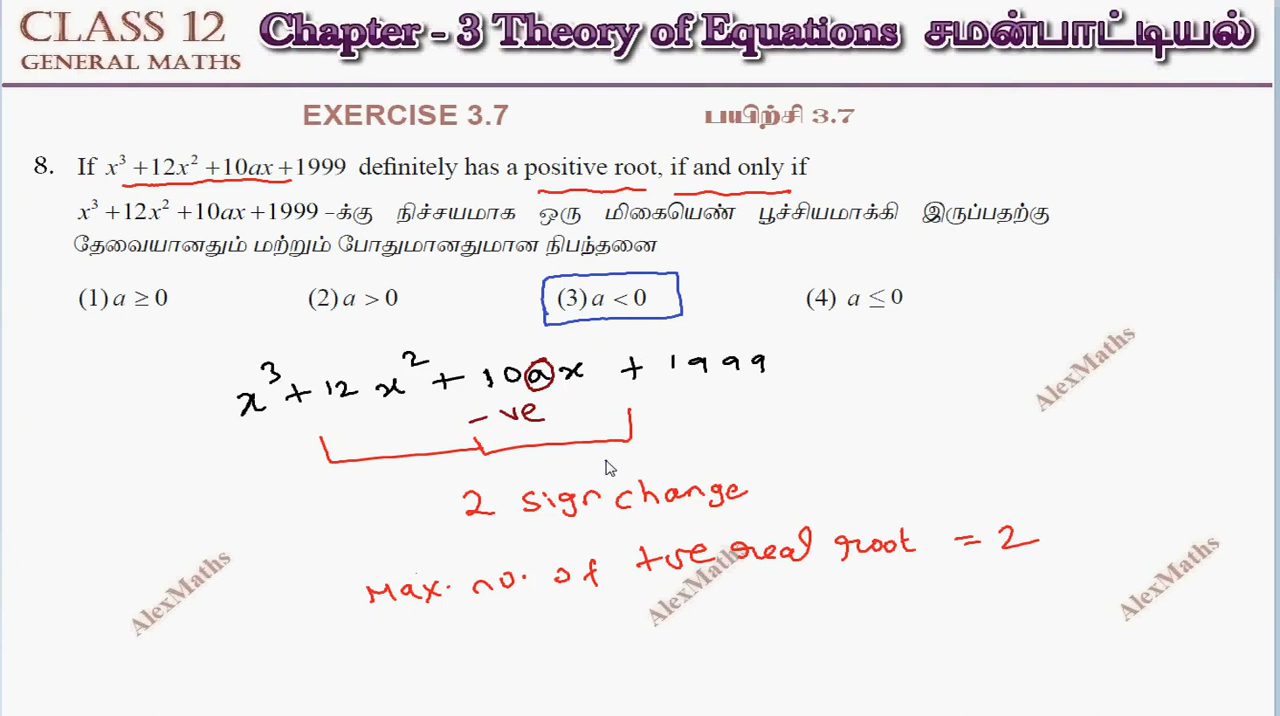 CLASS 12
GENERAL MATHS
Chapter - 3 Theory of Equations சமன்பாட்டியல்
EXERCISE 3.7 பயிற்சி 3.7
8. If x³ +12x² +10ax +1999 definitely has a positive root, if and only if
x³ +12x² +10ax +1999 -க்கு நிச்சயமாக ஒரு மிகையெண் பூச்சியமாக்கி இருப்பதற்கு
தேவையானதும் மற்றும் போதுமானதுமான நிபந்தனை
(1) a ≥ 0 (2) a > 0 (3) a < 0 (4) a ≤ 0
x³ + 12 x² + 10 a x + 1999
- ve
2 sign change
Max. no. of +ve real root = 2
AlexMaths
AlexMaths
AlexMaths
AlexMaths